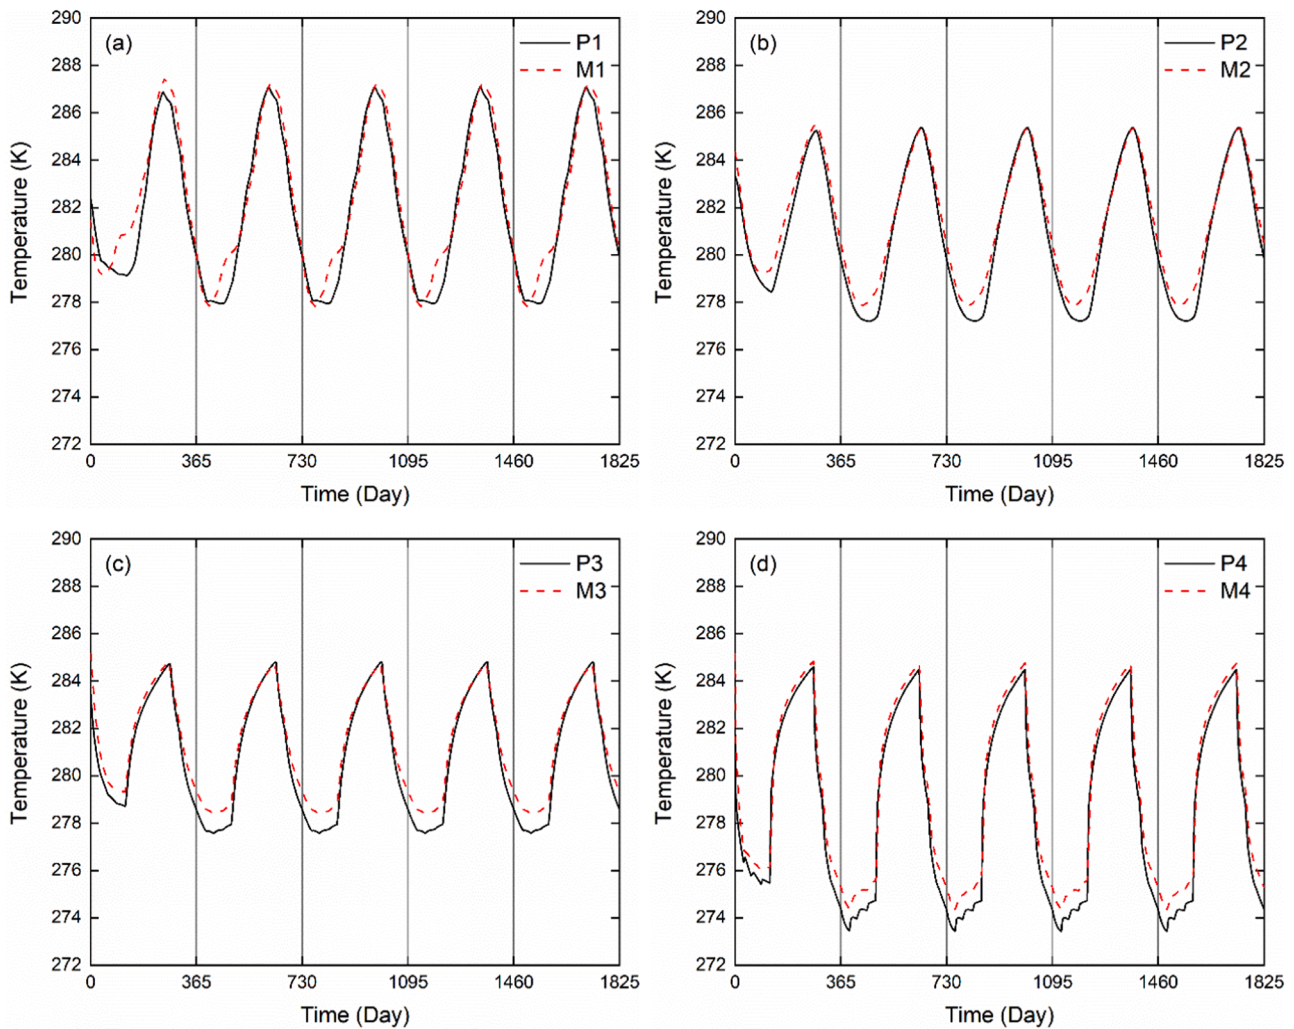 290
288
286
284
282
280
278
276
274
272
(a)
P1
M1
Temperature (K)
0 365 730 1095 1460 1825
Time (Day)
290
288
286
284
282
280
278
276
274
272
(b)
P2
M2
Temperature (K)
0 365 730 1095 1460 1825
Time (Day)
290
288
286
284
282
280
278
276
274
272
(c)
P3
M3
Temperature (K)
0 365 730 1095 1460 1825
Time (Day)
290
288
286
284
282
280
278
276
274
272
(d)
P4
M4
Temperature (K)
0 365 730 1095 1460 1825
Time (Day)